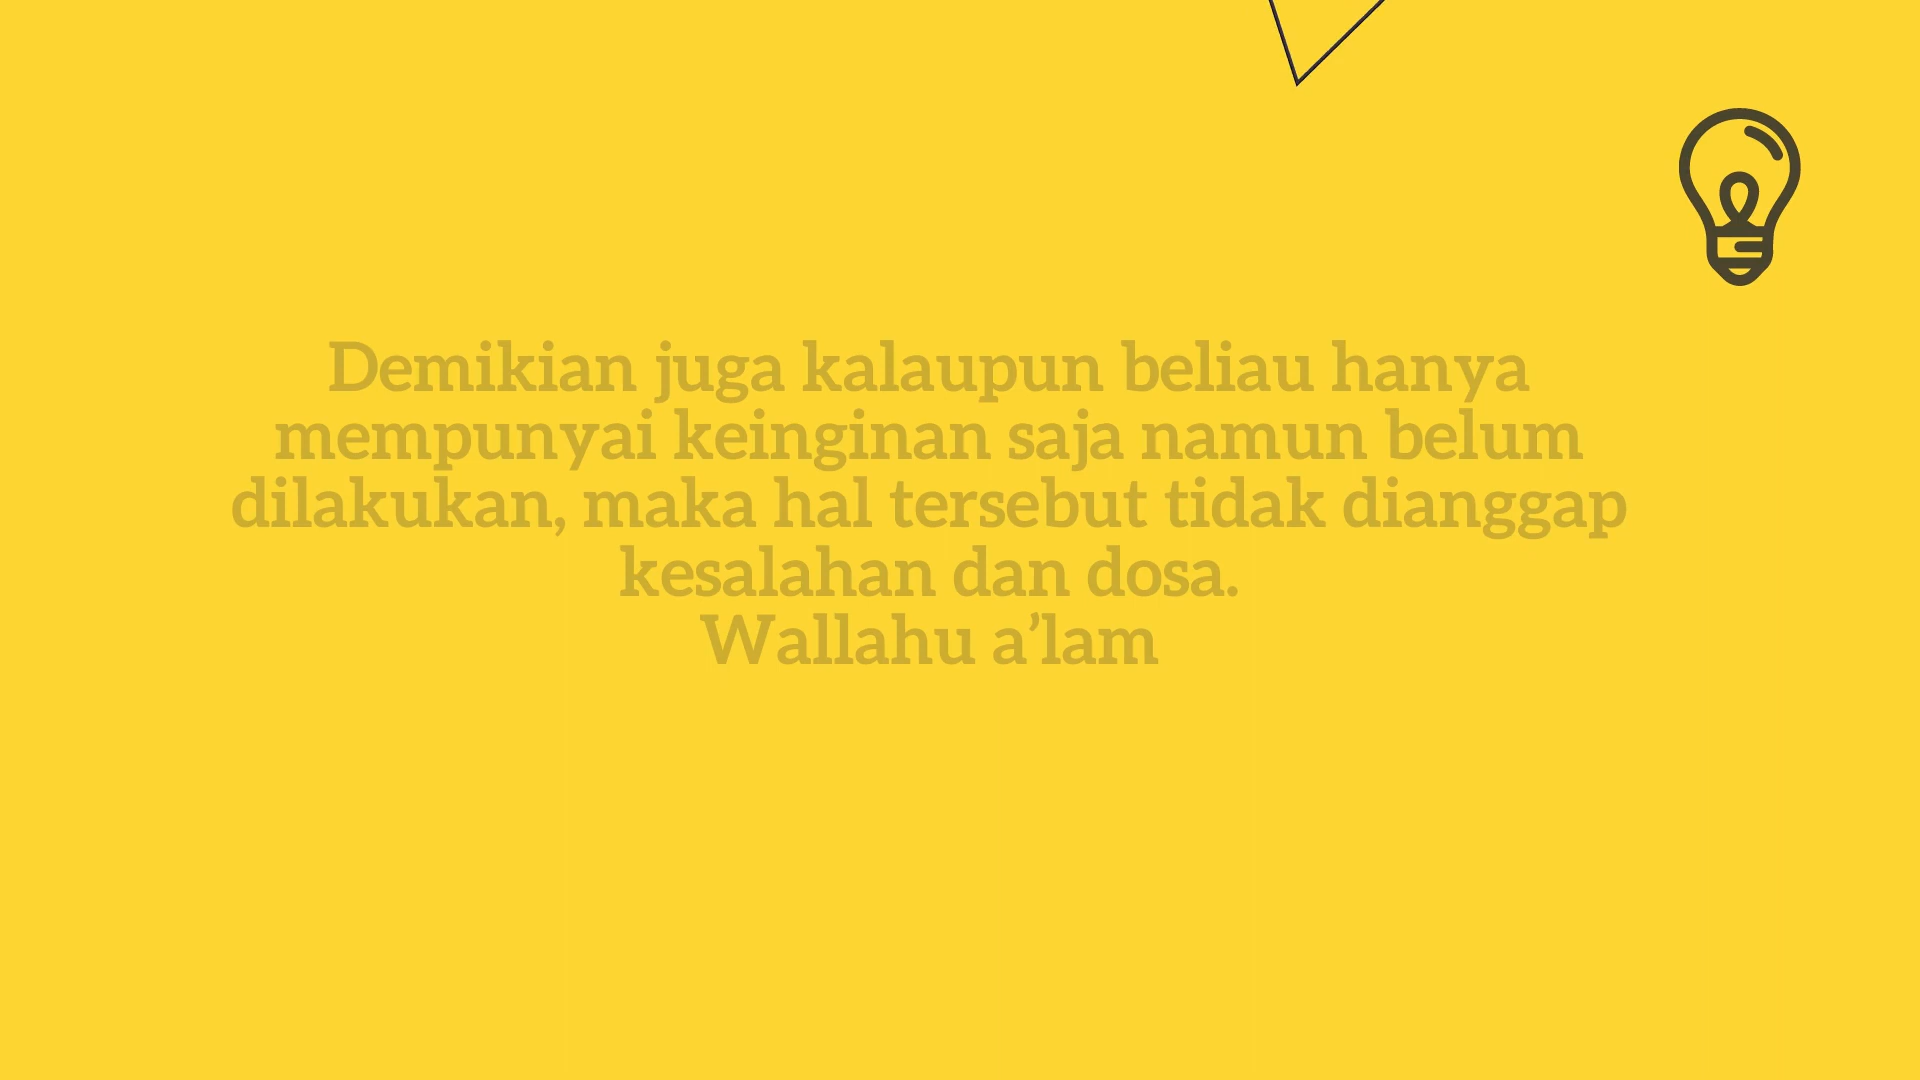 Demikian juga kalaupun beliau hanya
mempunyai keinginan saja namun belum
dilakukan, maka hal tersebut tidak dianggap
kesalahan dan dosa.
Wallahu a’lam